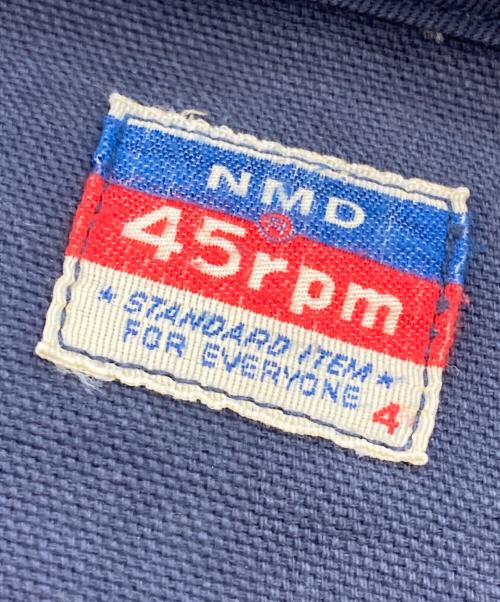 NMD
®
45rpm
★ STANDARD ITEM ★
FOR EVERYONE
4